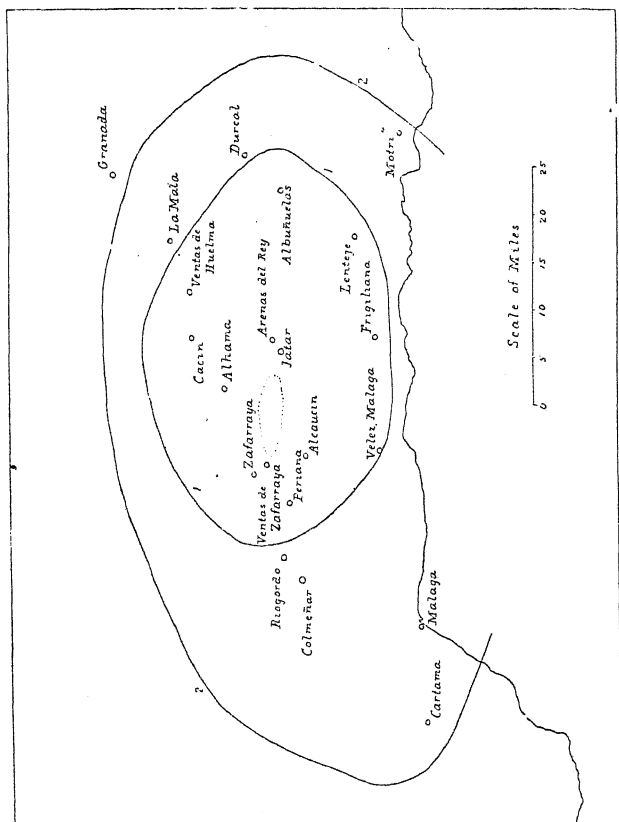 Granada
2
Durcal
La Mala
1
Motril
Ventas de
Huelma
Albuñuelas
Arenas del Rey
Lenteje
Cacin
Frigiliana
Jatar
Alhama
Zafarraya
Alcaucin
Velez, Malaga
Periana
Ventas de
Zafarraya
1
Riogordo
Colmeñar
Malaga
2
Cartama
Scale of Miles
0 5 10 15 20 25